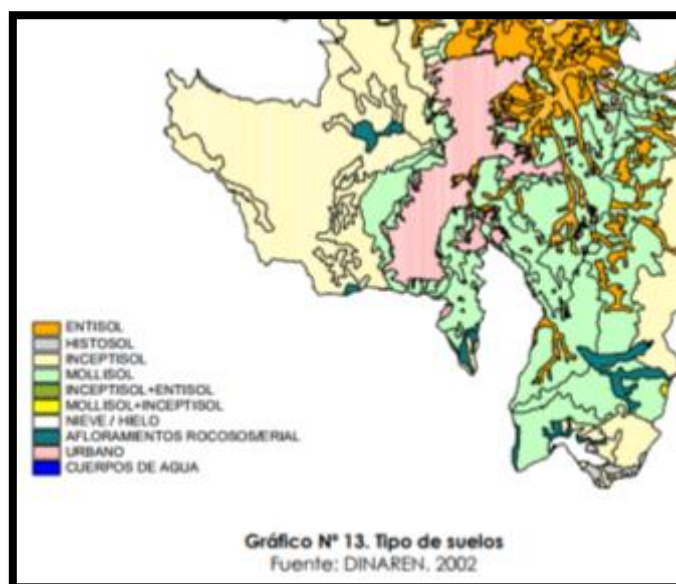 ENTISOL
HISTOSOL
INCEPTISOL
MOLLISOL
INCEPTISOL+ENTISOL
MOLLISOL+INCEPTISOL
NIEVE / HIELO
AFLORAMIENTOS ROCOSOS/ERIAL
URBANO
CUERPOS DE AGUA
Gráfico Nº 13. Tipo de suelos
Fuente: DINAREN. 2002